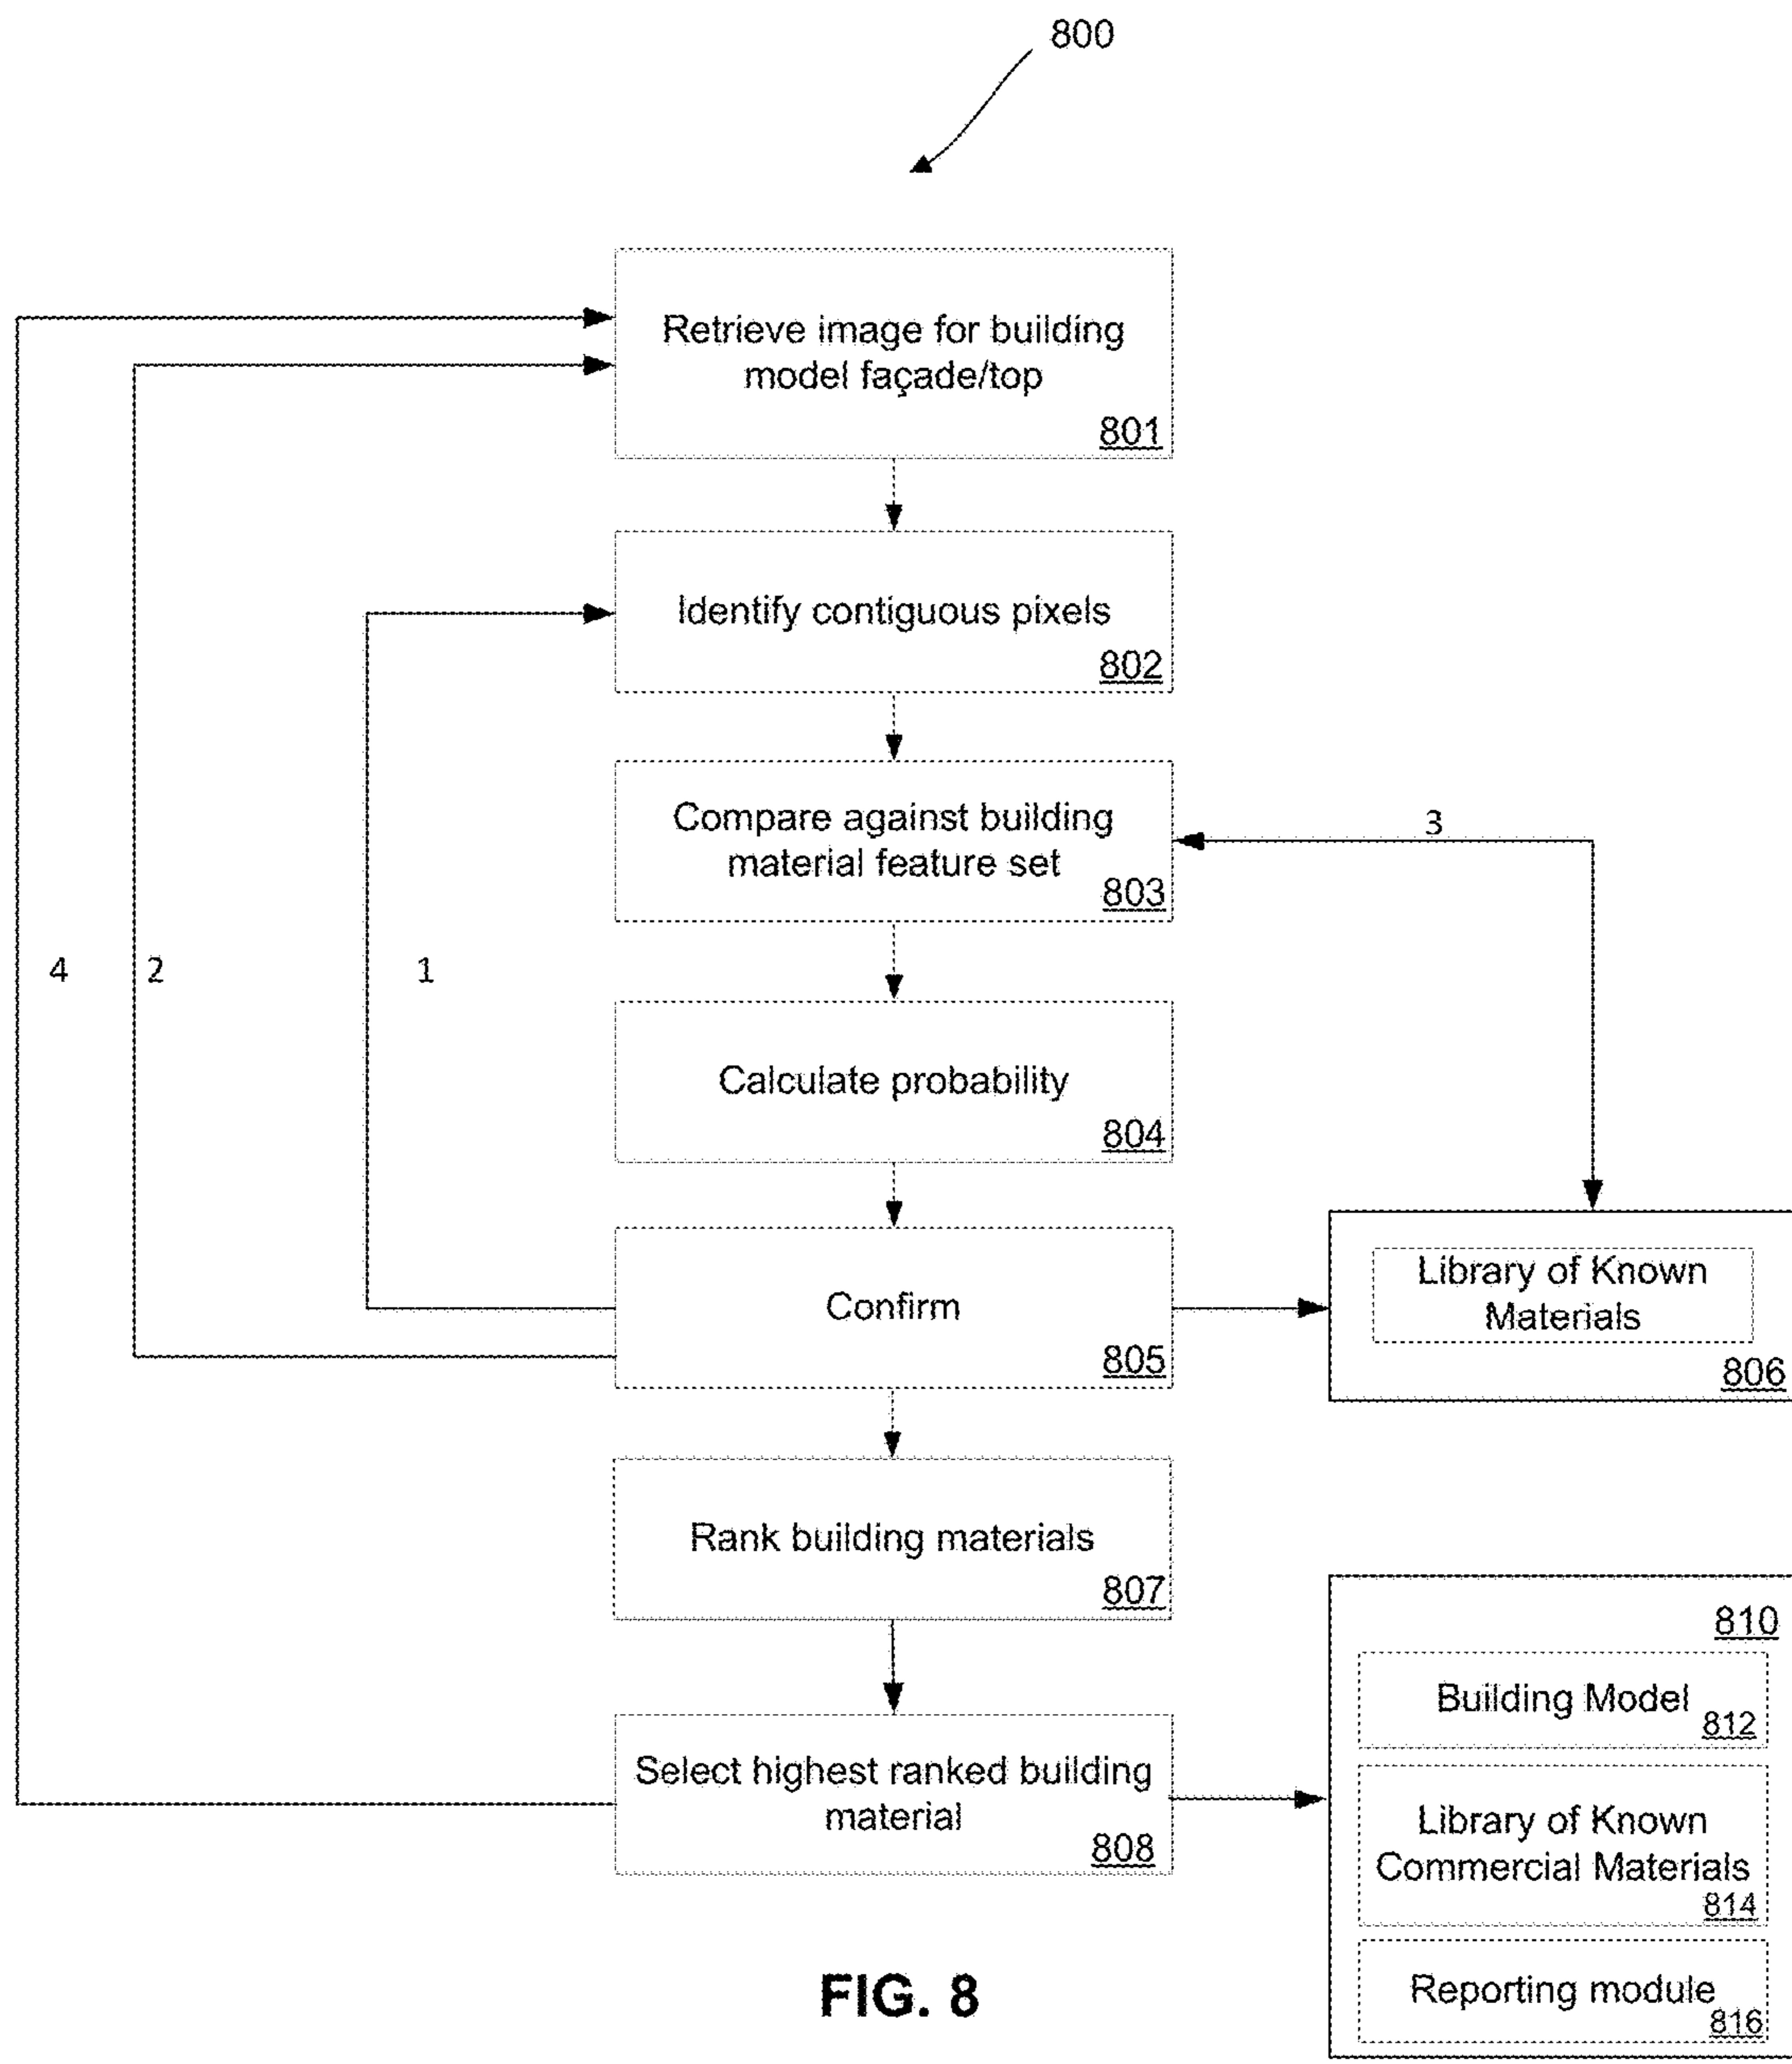 800
Retrieve image for building
model façade/top
801
Identify contiguous pixels
802
Compare against building
material feature set
803
3
4
2
1
Calculate probability
804
Confirm
805
Library of Known
Materials
806
Rank building materials
807
Select highest ranked building
material
808
810
Building Model
812
Library of Known
Commercial Materials
814
Reporting module
816
FIG. 8